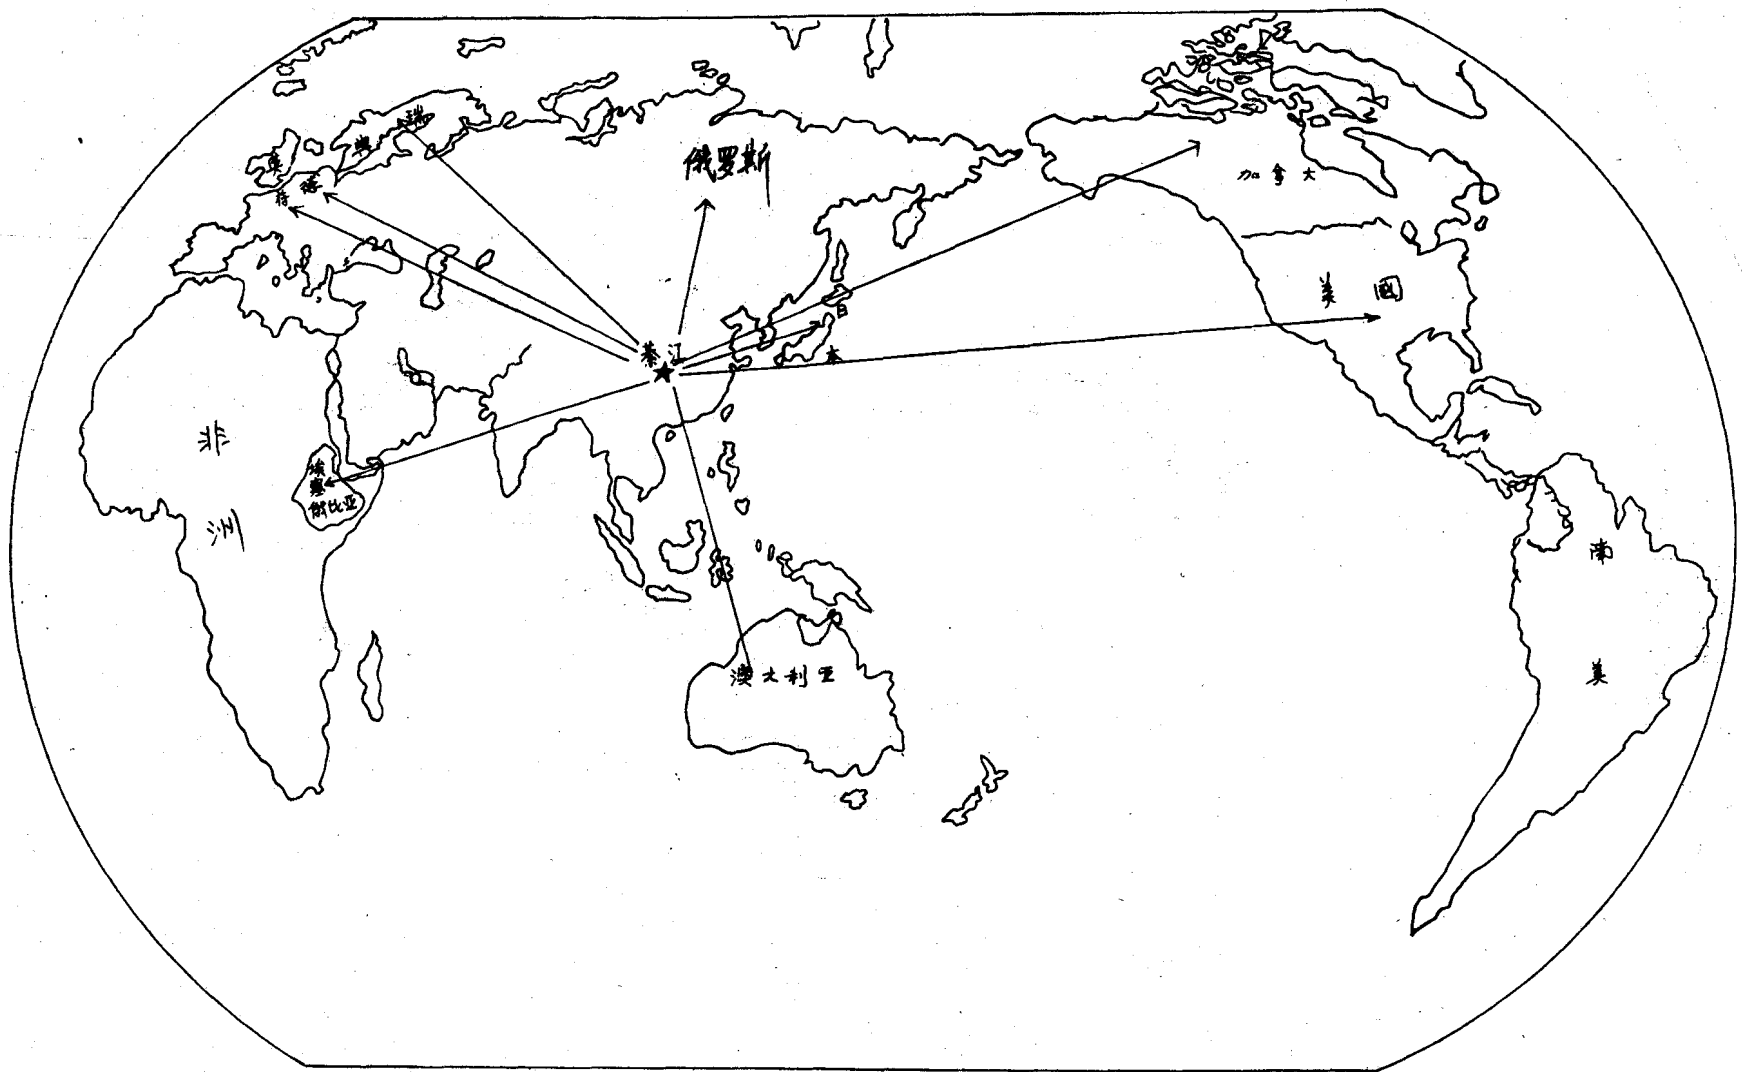 瑞
典
英
德
俄罗斯
加拿大
美國
日
本
綦江
非
洲
埃
塞
俄比亚
澳大利亚
南
美